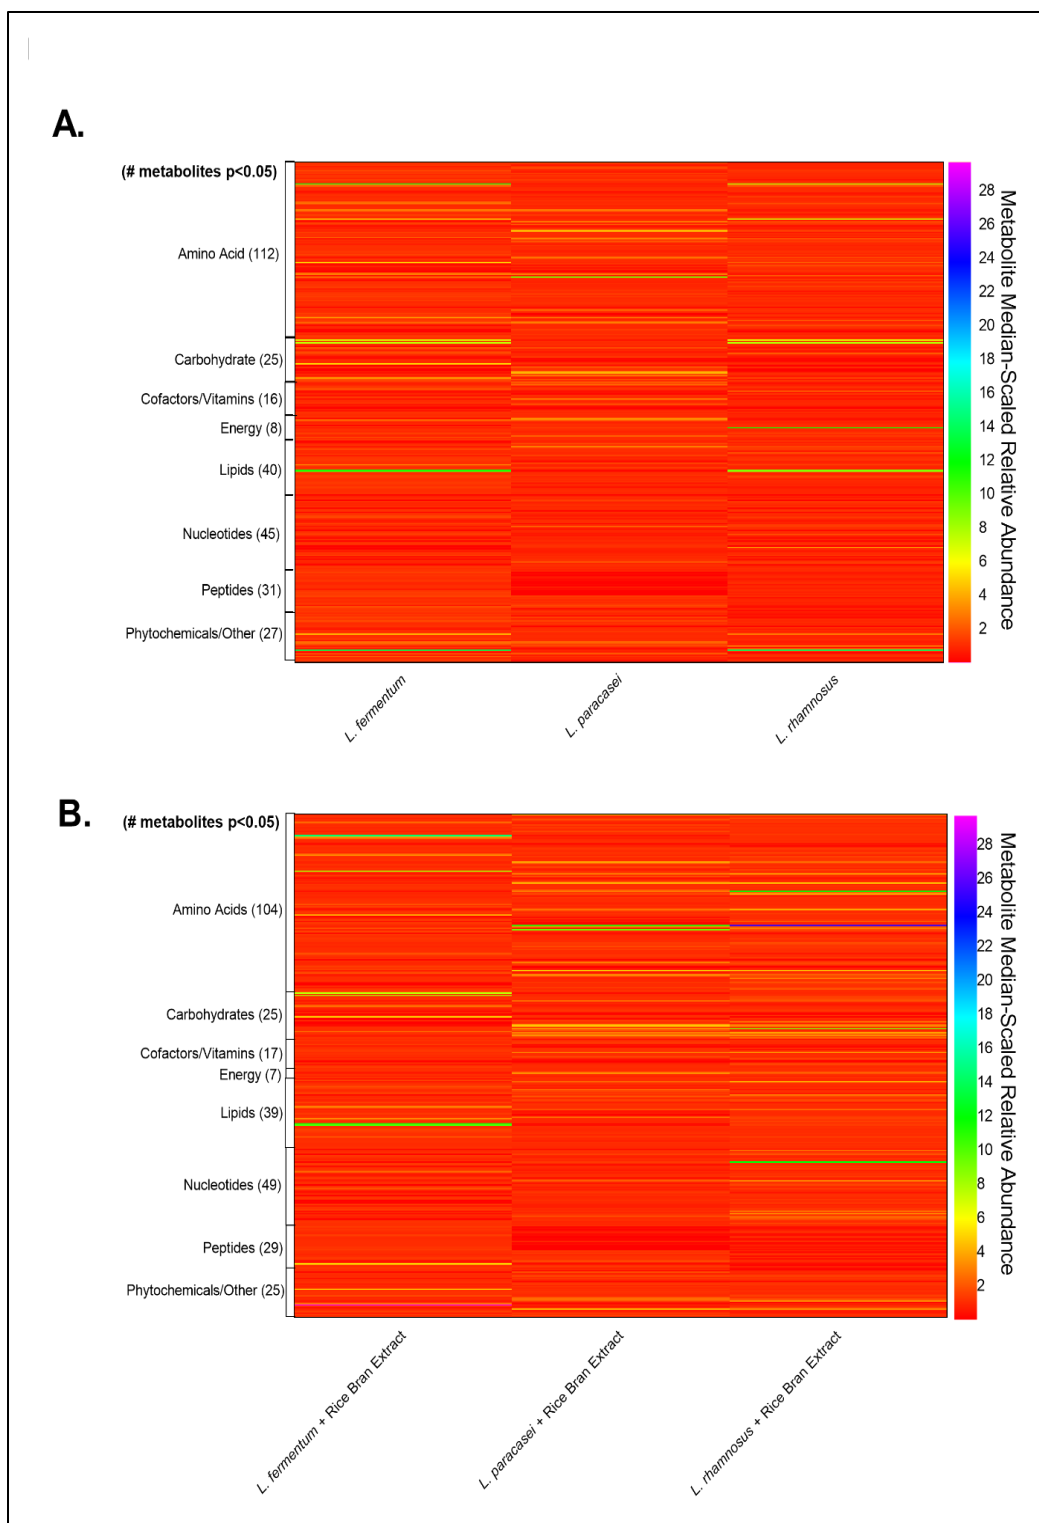 A.
(# metabolites p<0.05)
Amino Acid (112)
Carbohydrate (25)
Cofactors/Vitamins (16)
Energy (8)
Lipids (40)
Nucleotides (45)
Peptides (31)
Phytochemicals/Other (27)
28
26
24
22
20
18
16
14
12
10
8
6
4
2
Metabolite Median-Scaled Relative Abundance
L. fermentum
L. paracasei
L. rhamnosus
B.
(# metabolites p<0.05)
Amino Acids (104)
Carbohydrates (25)
Cofactors/Vitamins (17)
Energy (7)
Lipids (39)
Nucleotides (49)
Peptides (29)
Phytochemicals/Other (25)
28
26
24
22
20
18
16
14
12
10
8
6
4
2
Metabolite Median-Scaled Relative Abundance
L. fermentum + Rice Bran Extract
L. paracasei + Rice Bran Extract
L. rhamnosus + Rice Bran Extract